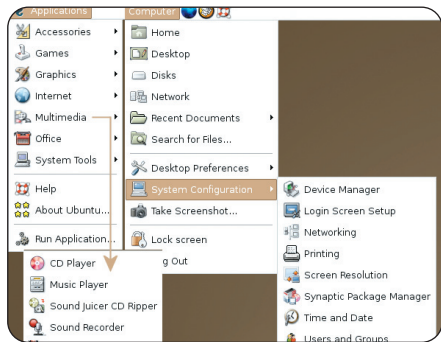 Applications
Computer
Accessories
Games
Graphics
Internet
Multimedia
Office
System Tools
Help
About Ubuntu...
Run Application...
Home
Desktop
Disks
Network
Recent Documents
Search for Files...
Desktop Preferences
System Configuration
Take Screenshot...
Lock screen
g Out
CD Player
Music Player
Sound Juicer CD Ripper
Sound Recorder
Device Manager
Login Screen Setup
Networking
Printing
Screen Resolution
Synaptic Package Manager
Time and Date
Users and Groups